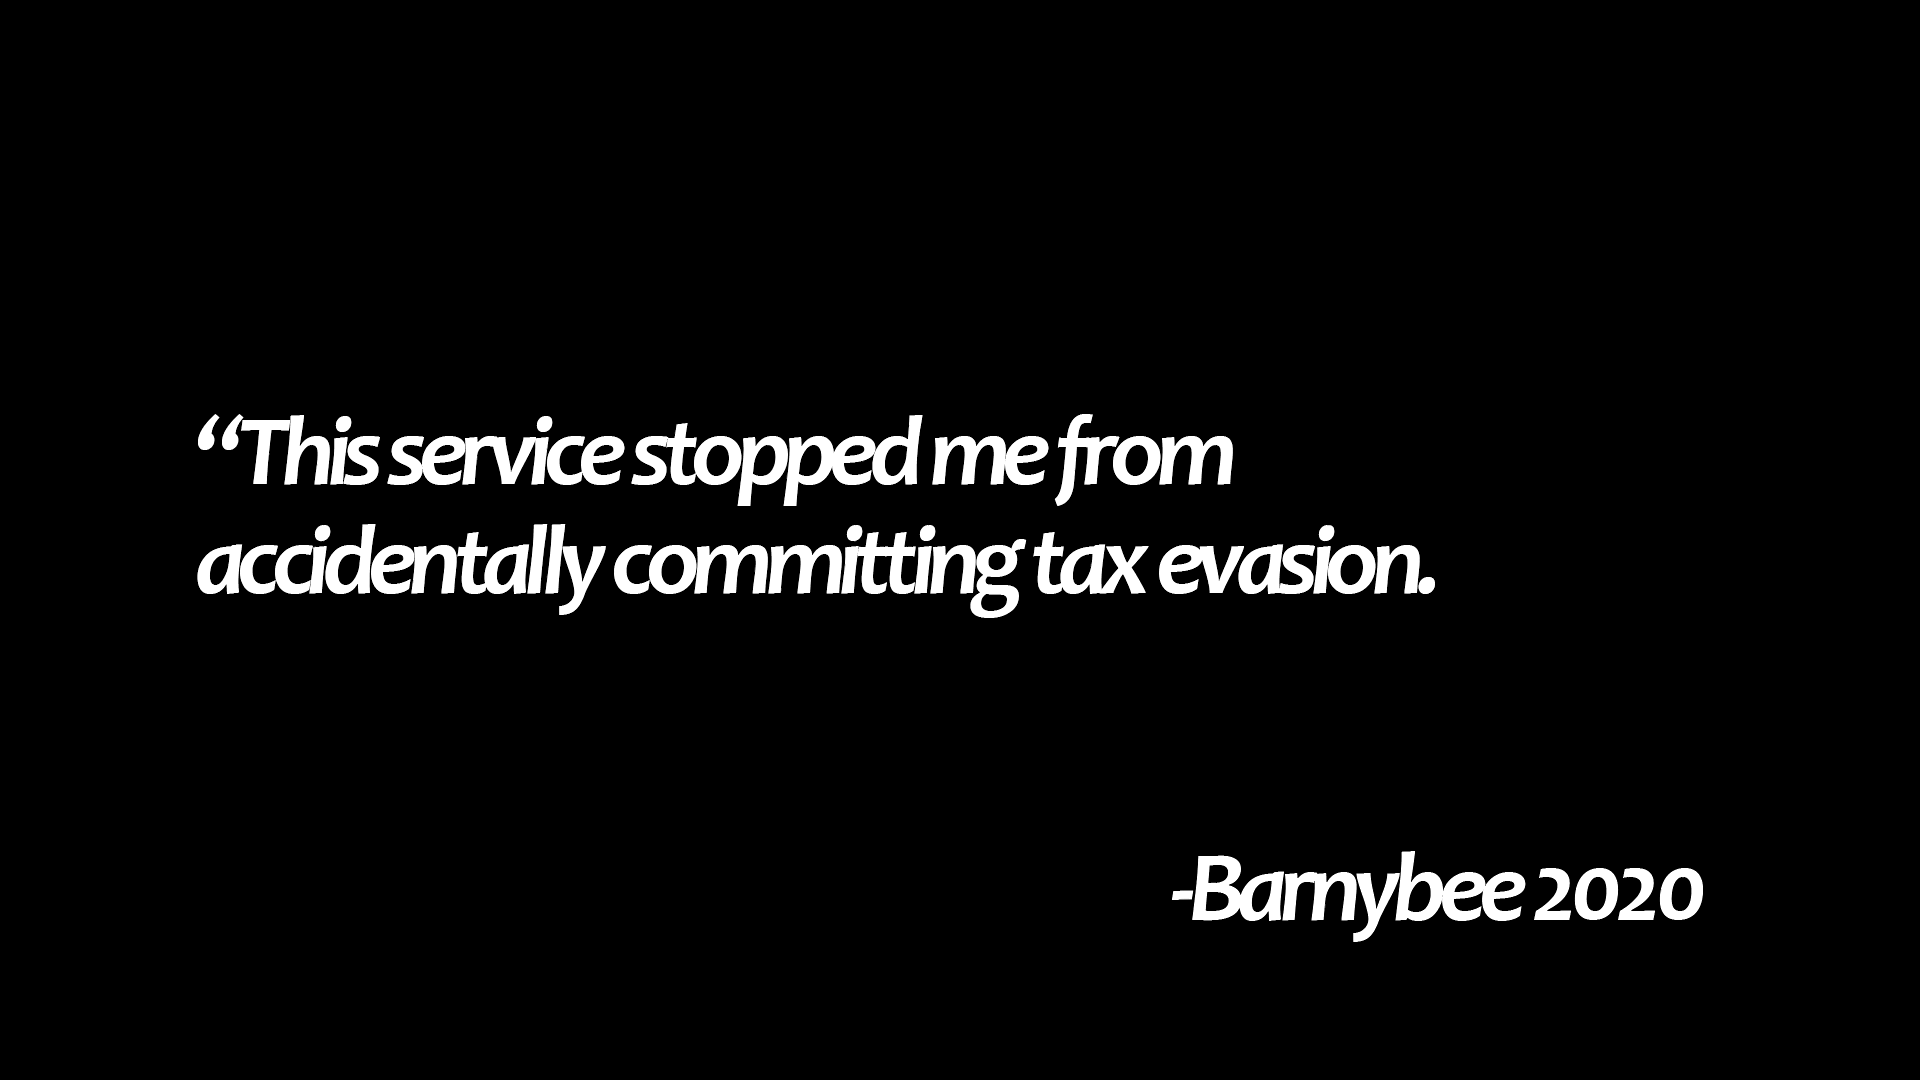 “This service stopped me from
accidentally committing tax evasion.
-Barnybee 2020